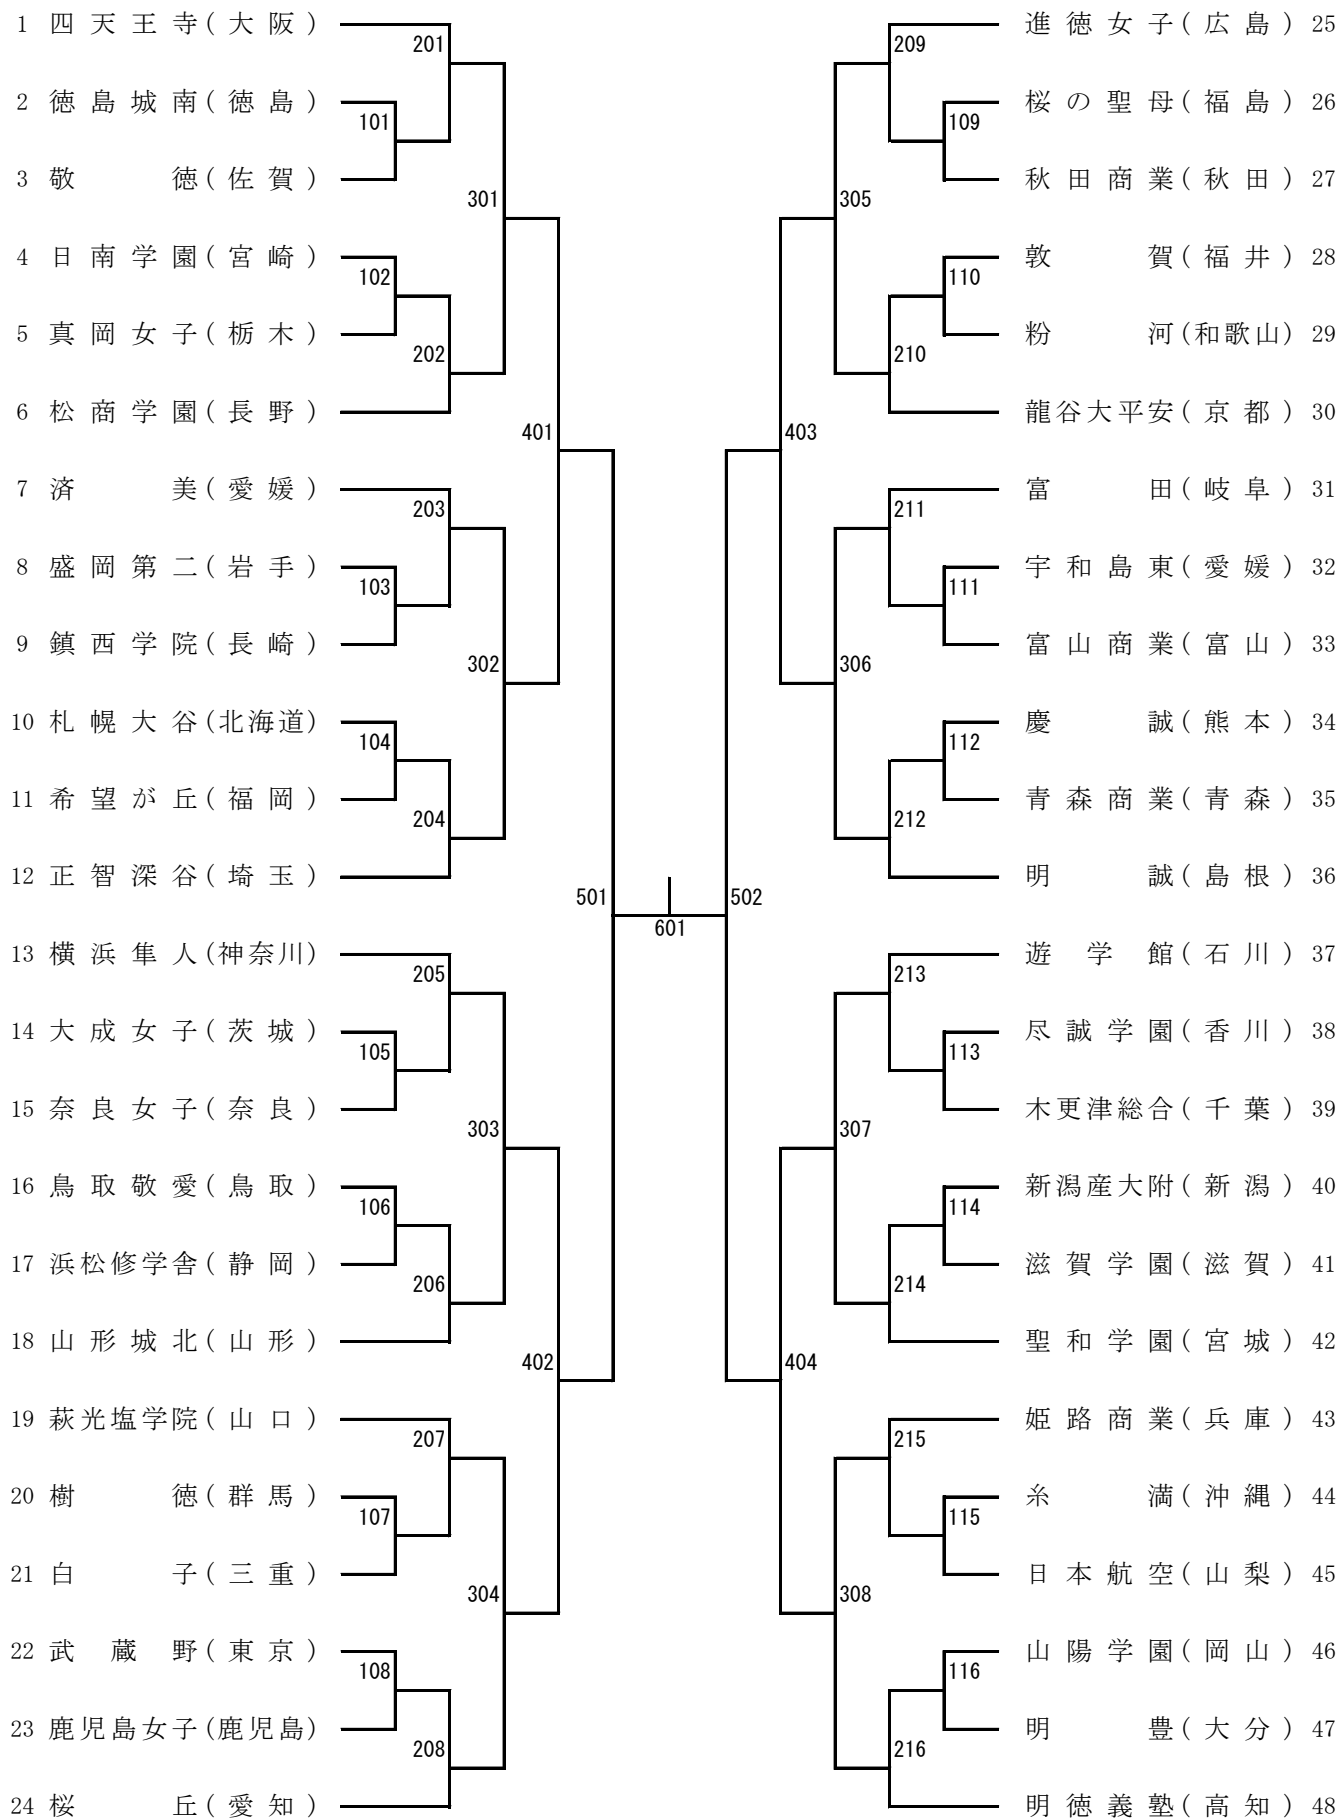 1 四天王寺(大阪)
201
2 徳島城南(徳島)
101
3 敬徳(佐賀)
301
4 日南学園(宮崎)
102
5 真岡女子(栃木)
202
6 松商学園(長野)
401
7 済美(愛媛)
203
8 盛岡第二(岩手)
103
9 鎮西学院(長崎)
302
10 札幌大谷(北海道)
104
11 希望が丘(福岡)
204
12 正智深谷(埼玉)
501
13 横浜隼人(神奈川)
205
14 大成女子(茨城)
105
15 奈良女子(奈良)
303
16 鳥取敬愛(鳥取)
106
17 浜松修学舎(静岡)
206
18 山形城北(山形)
402
19 萩光塩学院(山口)
207
20 樹徳(群馬)
107
21 白子(三重)
304
22 武蔵野(東京)
108
23 鹿児島女子(鹿児島)
208
24 桜丘(愛知)
601
進徳女子(広島) 25
209
桜の聖母(福島) 26
109
秋田商業(秋田) 27
305
敦賀(福井) 28
110
粉河(和歌山) 29
210
龍谷大平安(京都) 30
403
富田(岐阜) 31
211
宇和島東(愛媛) 32
111
富山商業(富山) 33
306
慶誠(熊本) 34
112
青森商業(青森) 35
212
明誠(島根) 36
502
遊学館(石川) 37
213
尽誠学園(香川) 38
113
木更津総合(千葉) 39
307
新潟産大附(新潟) 40
114
滋賀学園(滋賀) 41
214
聖和学園(宮城) 42
404
姫路商業(兵庫) 43
215
糸満(沖縄) 44
115
日本航空(山梨) 45
308
山陽学園(岡山) 46
116
明豊(大分) 47
216
明徳義塾(高知) 48